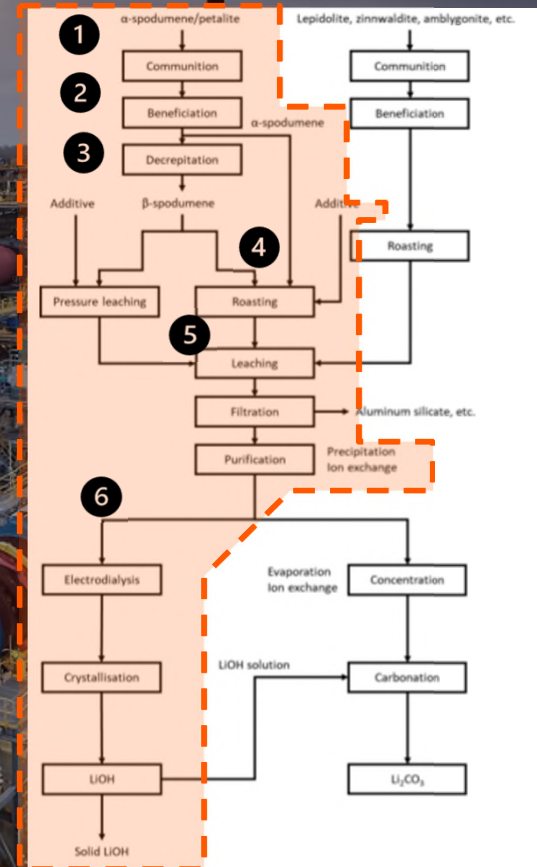 1
α-spodumene/petalite
Lepidolite, zinnwaldite, amblygonite, etc.
Communition
Communition
2
Beneficiation
Beneficiation
α-spodumene
3
Decrepitation
Additive
β-spodumene
Additive
4
Roasting
Pressure leaching
Roasting
5
Leaching
Filtration
Aluminum silicate, etc.
Purification
Precipitation
Ion exchange
6
Electrodialysis
Evaporation
Ion exchange
Concentration
LiOH solution
Crystallisation
Carbonation
LiOH
Li₂CO₃
Solid LiOH